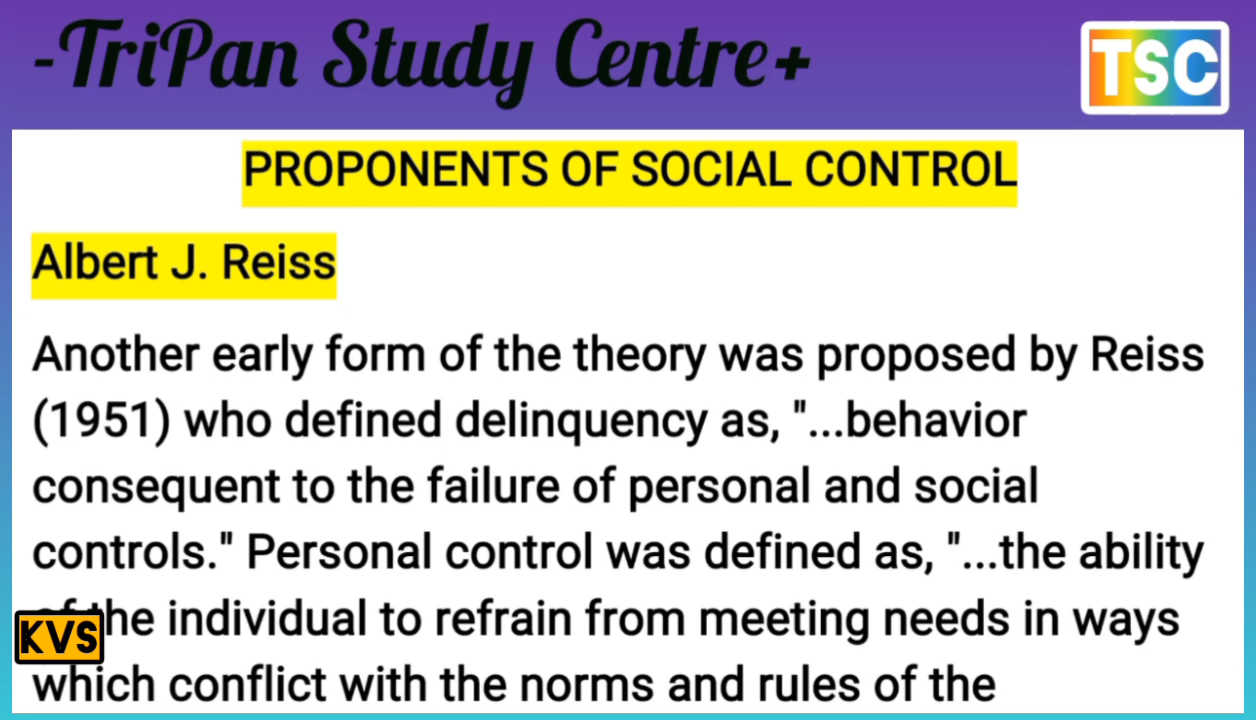 -TriPan Study Centre+
TSC
PROPONENTS OF SOCIAL CONTROL
Albert J. Reiss
Another early form of the theory was proposed by Reiss
(1951) who defined delinquency as, "...behavior
consequent to the failure of personal and social
controls." Personal control was defined as, "...the ability
of the individual to refrain from meeting needs in ways
KVS
which conflict with the norms and rules of the